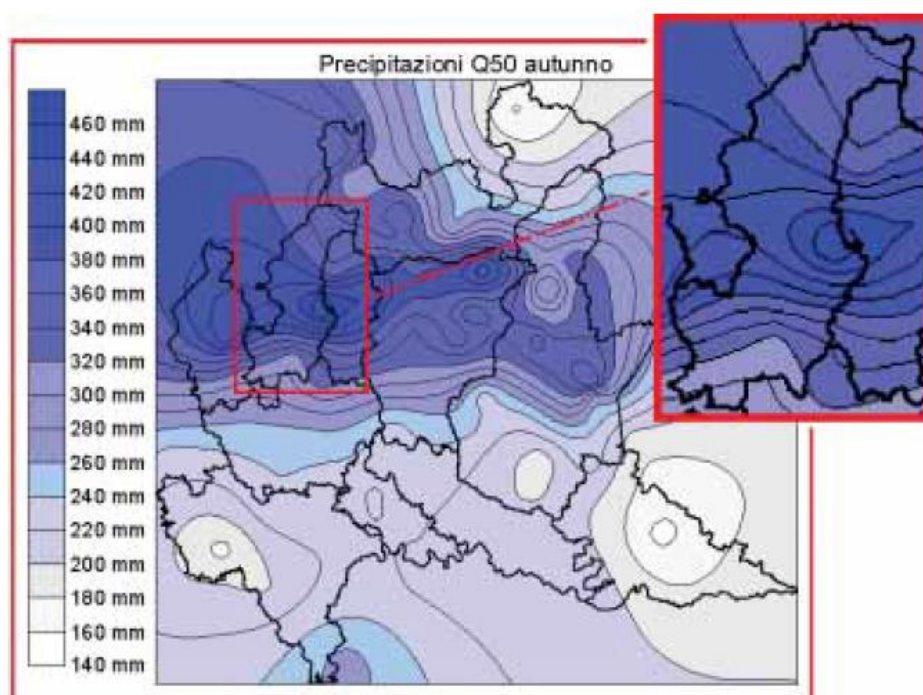 Precipitazioni Q50 autunno
460 mm
440 mm
420 mm
400 mm
380 mm
360 mm
340 mm
320 mm
300 mm
280 mm
260 mm
240 mm
220 mm
200 mm
180 mm
160 mm
140 mm